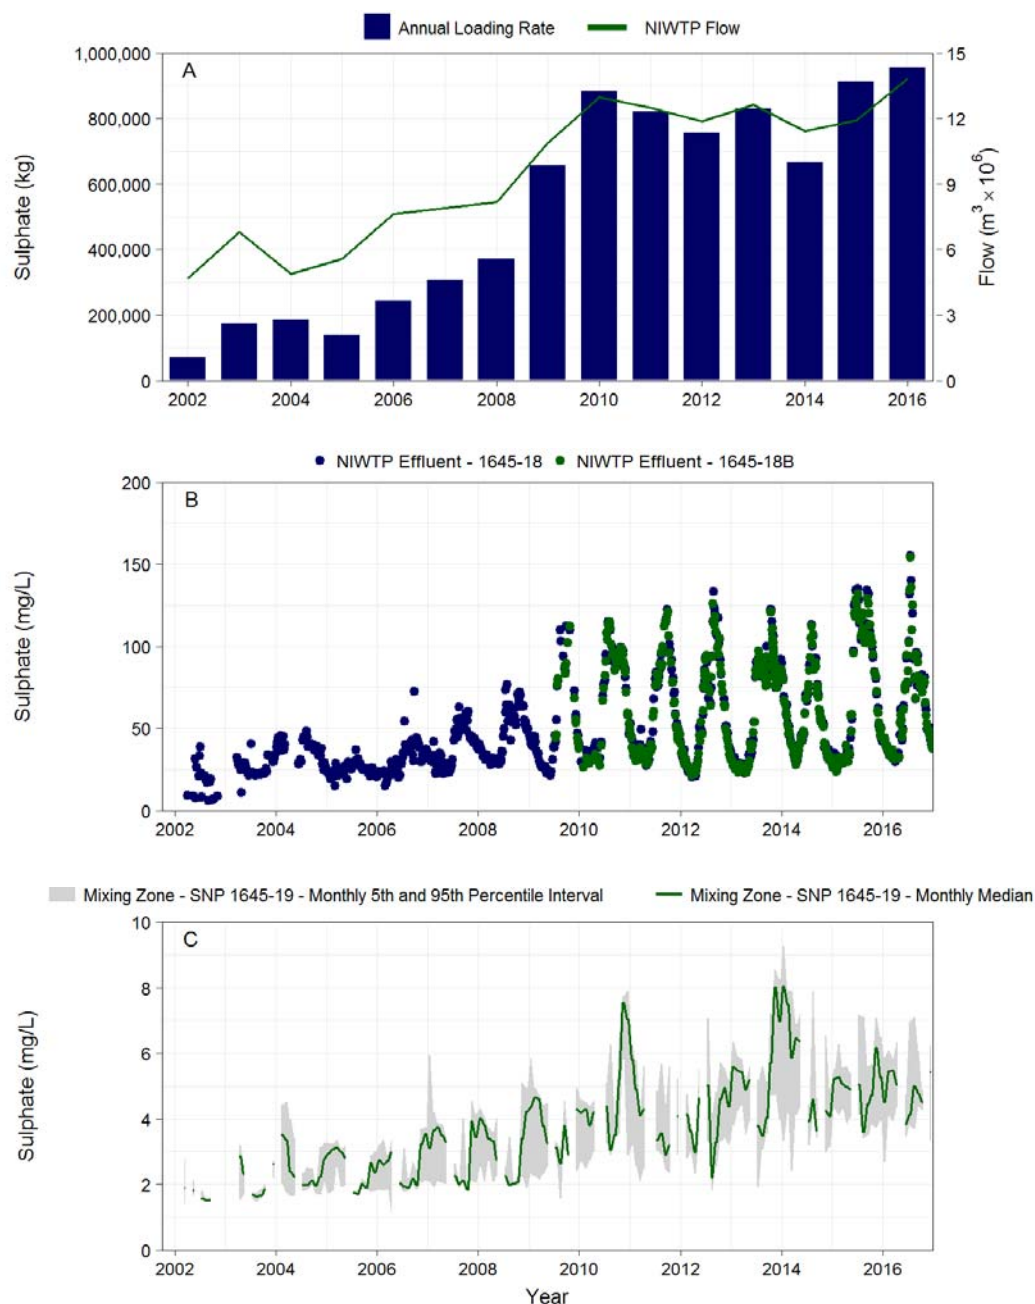 Annual Loading Rate NIWTP Flow
A
1,000,000
800,000
600,000
400,000
200,000
0
Sulphate (kg)
15
12
9
6
3
0
Flow (m³ × 10⁶)
2002 2004 2006 2008 2010 2012 2014 2016
NIWTP Effluent - 1645-18 NIWTP Effluent - 1645-18B
B
200
150
100
50
0
Sulphate (mg/L)
2002 2004 2006 2008 2010 2012 2014 2016
Mixing Zone - SNP 1645-19 - Monthly 5th and 95th Percentile Interval Mixing Zone - SNP 1645-19 - Monthly Median
C
10
8
6
4
2
0
Sulphate (mg/L)
2002 2004 2006 2008 2010 2012 2014 2016
Year